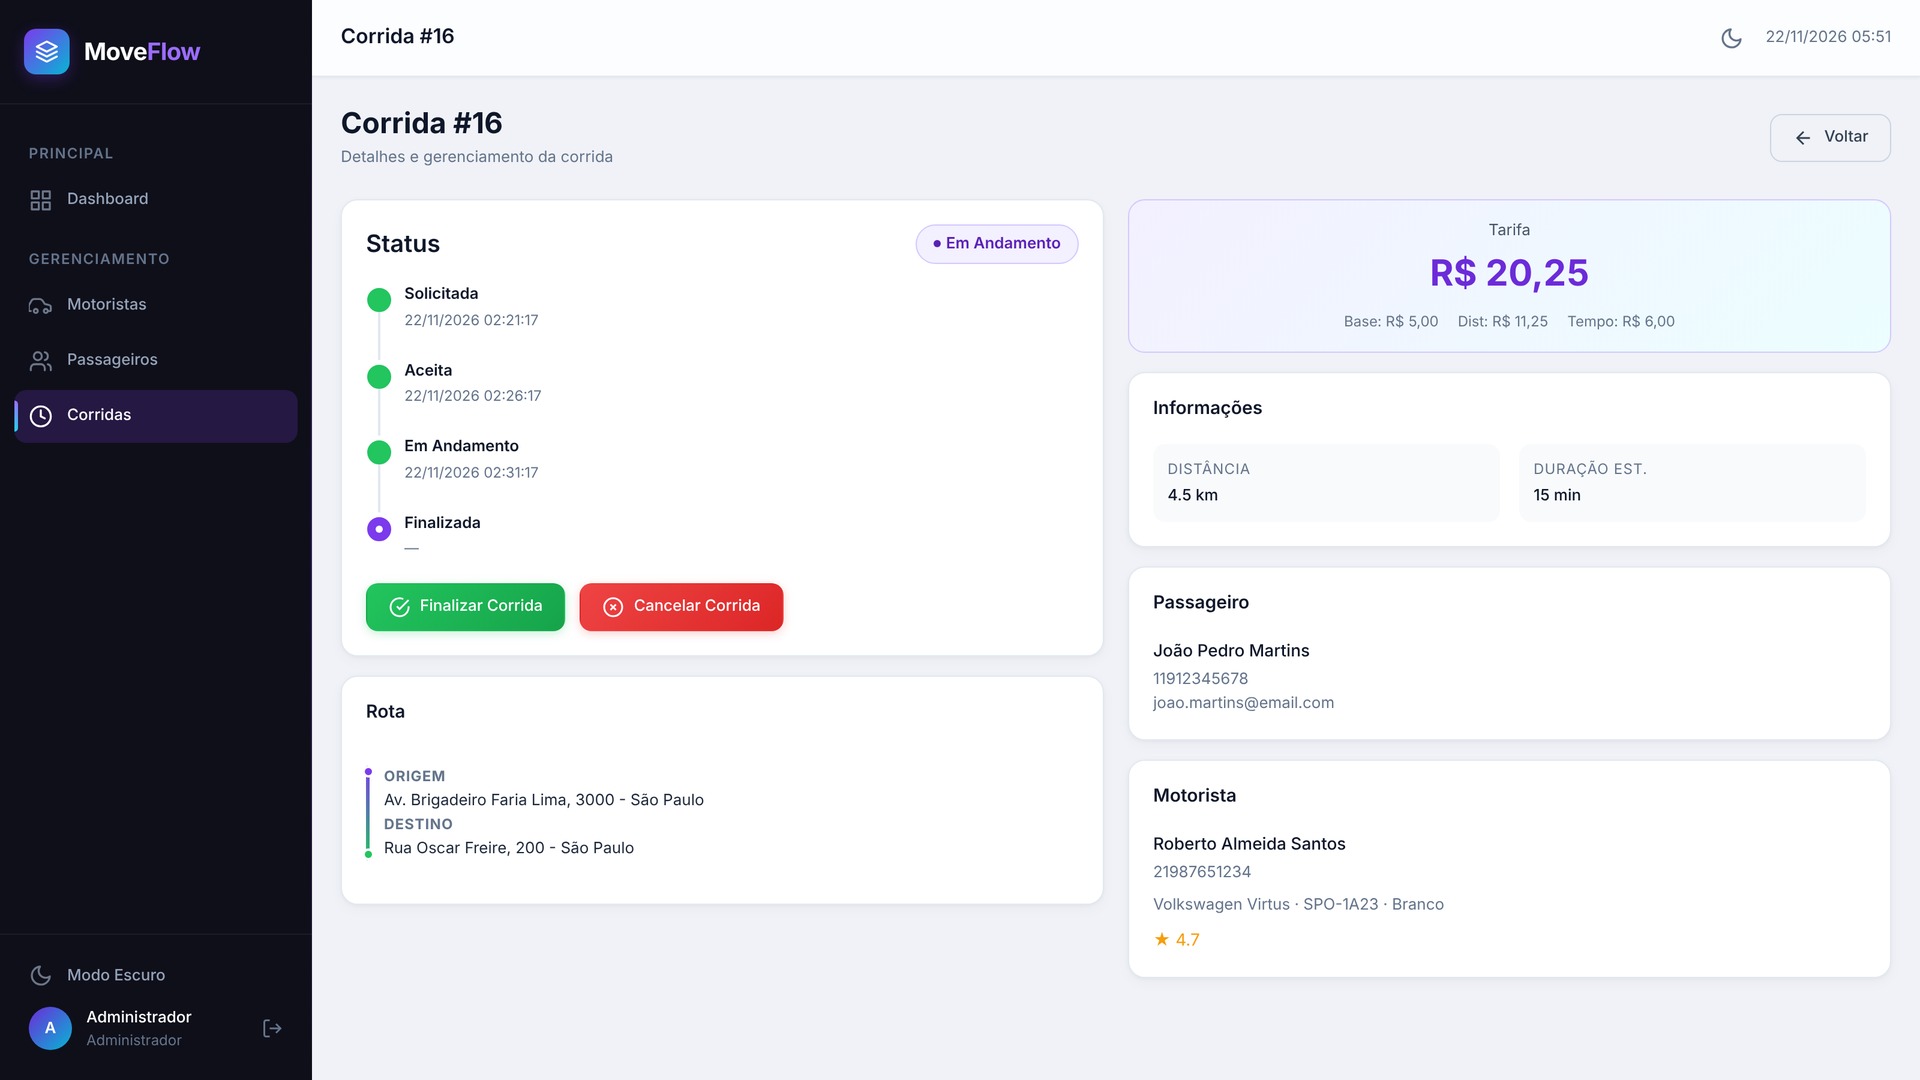 MoveFlow
PRINCIPAL
Dashboard
GERENCIAMENTO
Motoristas
Passageiros
Corridas
Modo Escuro
A
Administrador
Administrador
Corrida #16
22/11/2026 05:51
Corrida #16
Detalhes e gerenciamento da corrida
Voltar
Status
Em Andamento
Solicitada
22/11/2026 02:21:17
Aceita
22/11/2026 02:26:17
Em Andamento
22/11/2026 02:31:17
Finalizada
—
Finalizar Corrida
Cancelar Corrida
Rota
ORIGEM
Av. Brigadeiro Faria Lima, 3000 - São Paulo
DESTINO
Rua Oscar Freire, 200 - São Paulo
Tarifa
R$ 20,25
Base: R$ 5,00 Dist: R$ 11,25 Tempo: R$ 6,00
Informações
DISTÂNCIA
4.5 km
DURAÇÃO EST.
15 min
Passageiro
João Pedro Martins
11912345678
joao.martins@email.com
Motorista
Roberto Almeida Santos
21987651234
Volkswagen Virtus · SPO-1A23 · Branco
★ 4.7